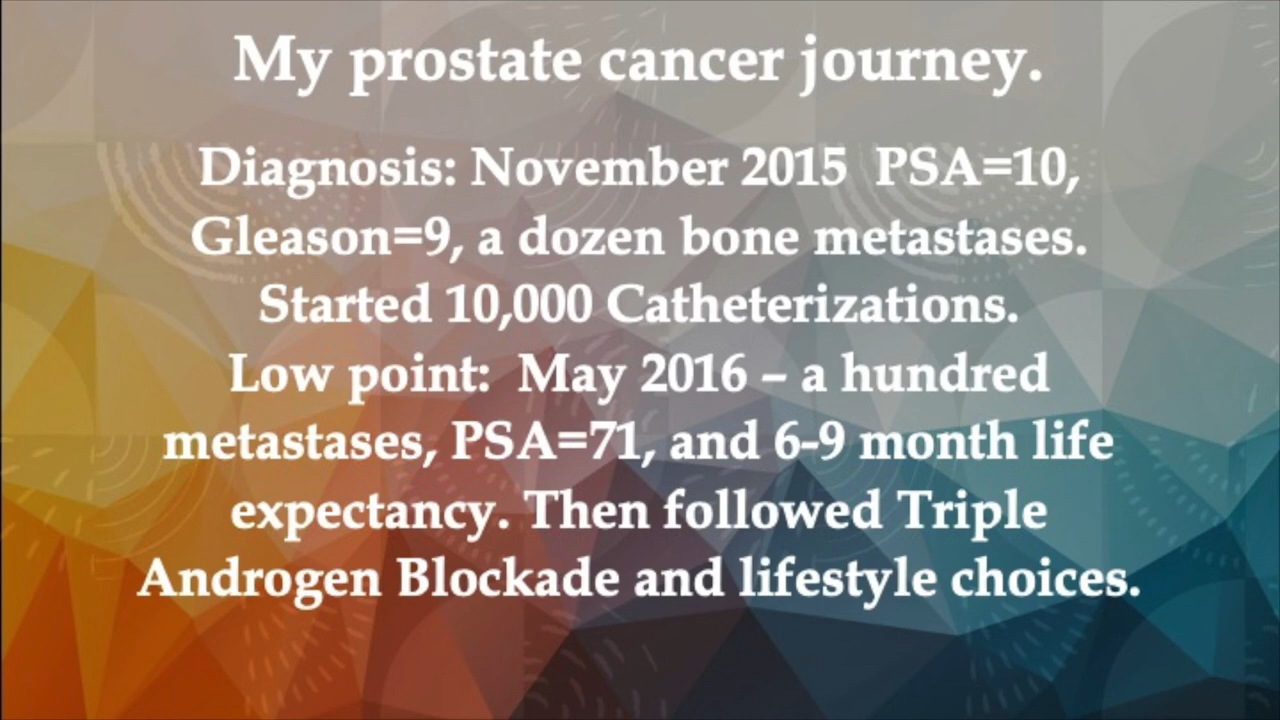 My prostate cancer journey.
Diagnosis: November 2015  PSA=10,
Gleason=9, a dozen bone metastases.
Started 10,000 Catheterizations.
Low point:  May 2016 – a hundred
metastases, PSA=71, and 6-9 month life
expectancy. Then followed Triple
Androgen Blockade and lifestyle choices.